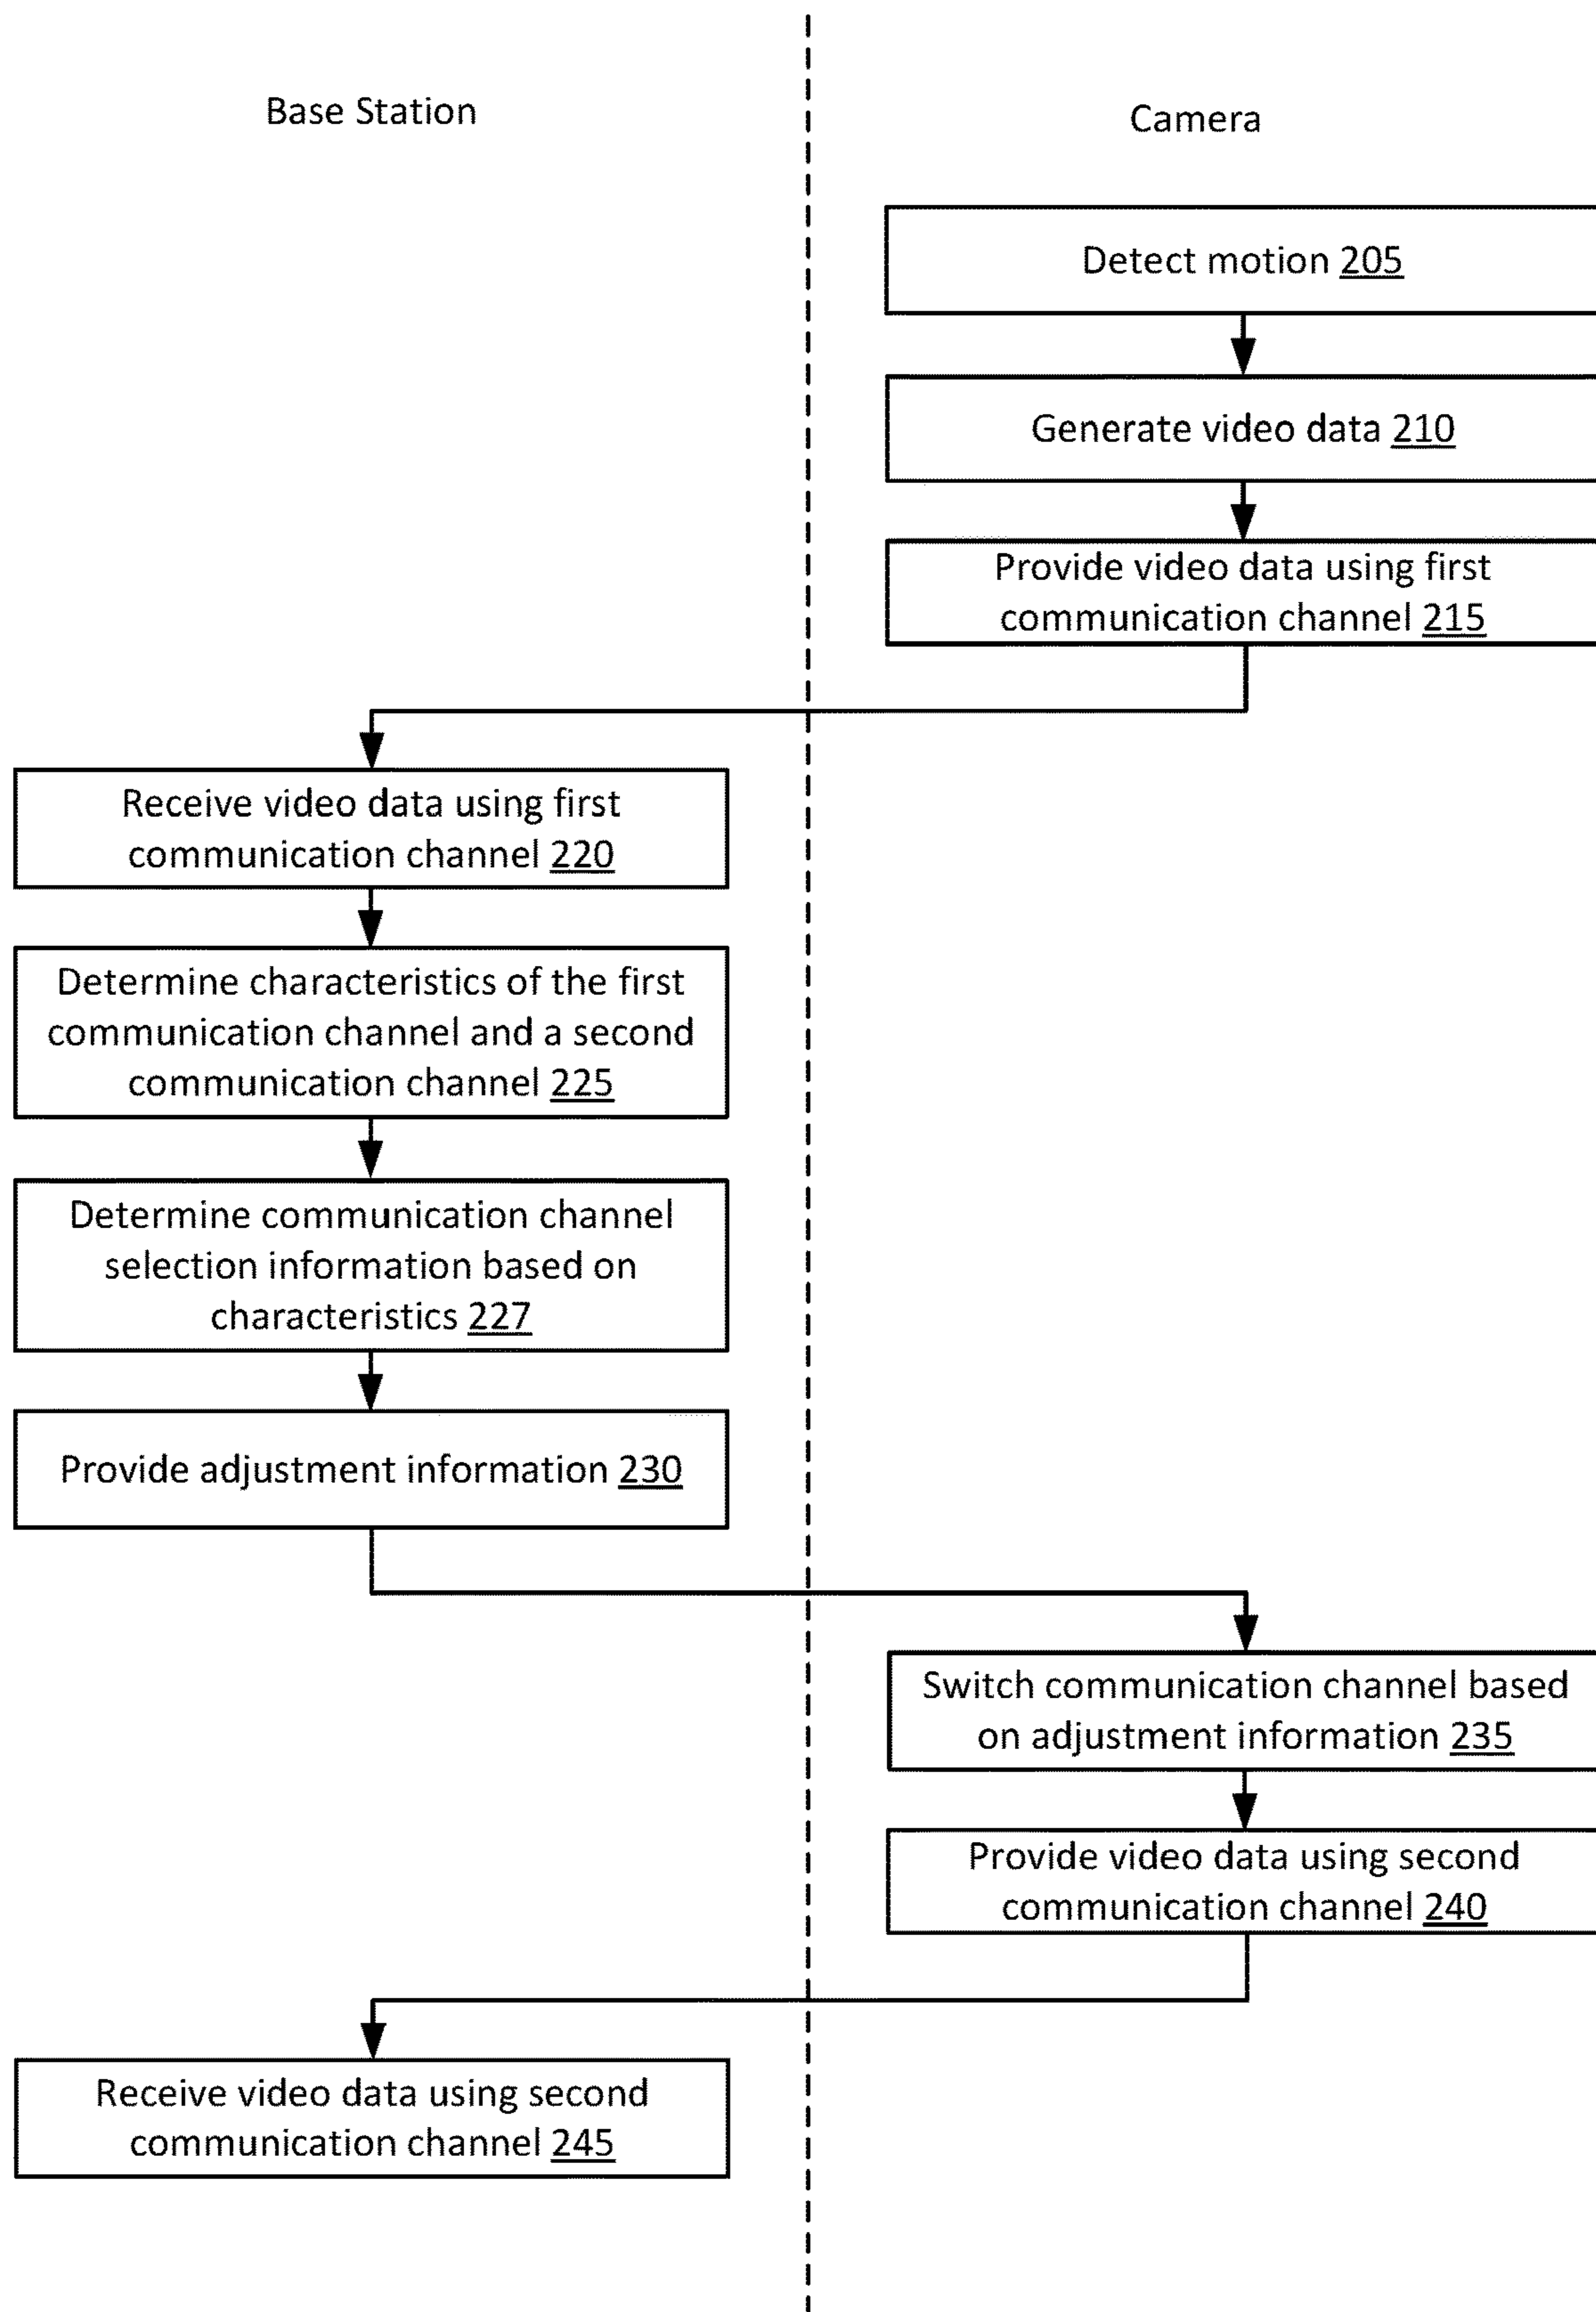 Base Station
Camera
Detect motion 205
Generate video data 210
Provide video data using first
communication channel 215
Receive video data using first
communication channel 220
Determine characteristics of the first
communication channel and a second
communication channel 225
Determine communication channel
selection information based on
characteristics 227
Provide adjustment information 230
Switch communication channel based
on adjustment information 235
Provide video data using second
communication channel 240
Receive video data using second
communication channel 245